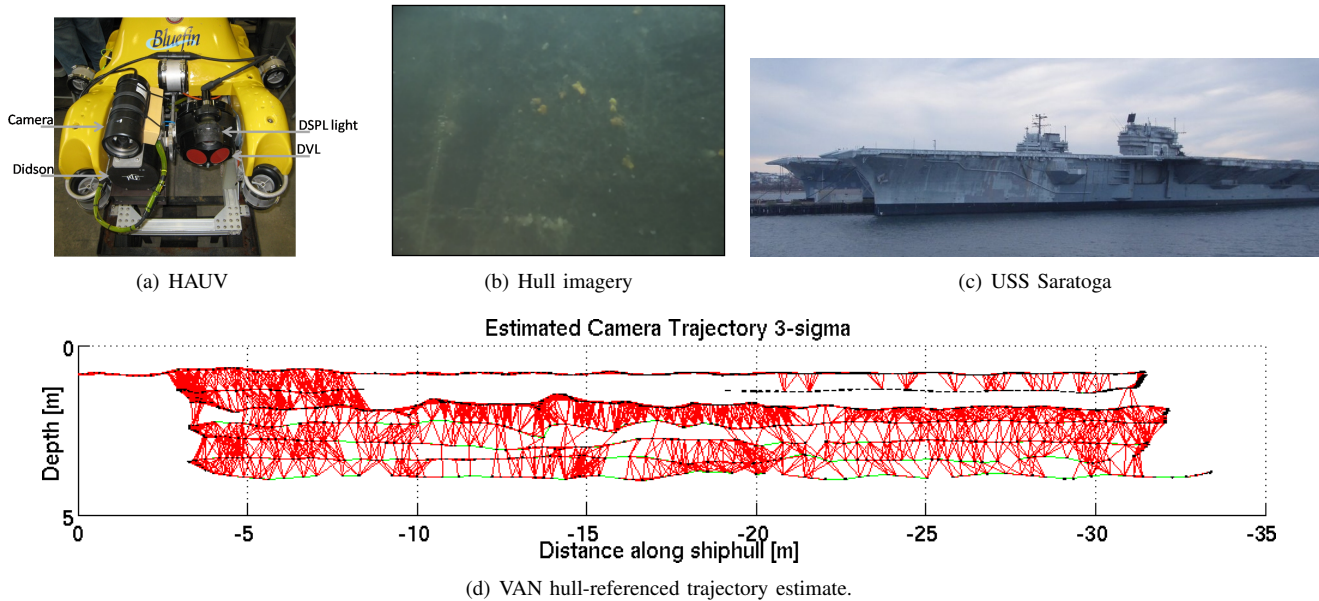 Bluefin
Camera
Didson
DSPL light
DVL
(a) HAUV
(b) Hull imagery
(c) USS Saratoga
Estimated Camera Trajectory 3-sigma
Depth [m]
0
5
0 -5 -10 -15 -20 -25 -30 -35
Distance along shiphull [m]
(d) VAN hull-referenced trajectory estimate.